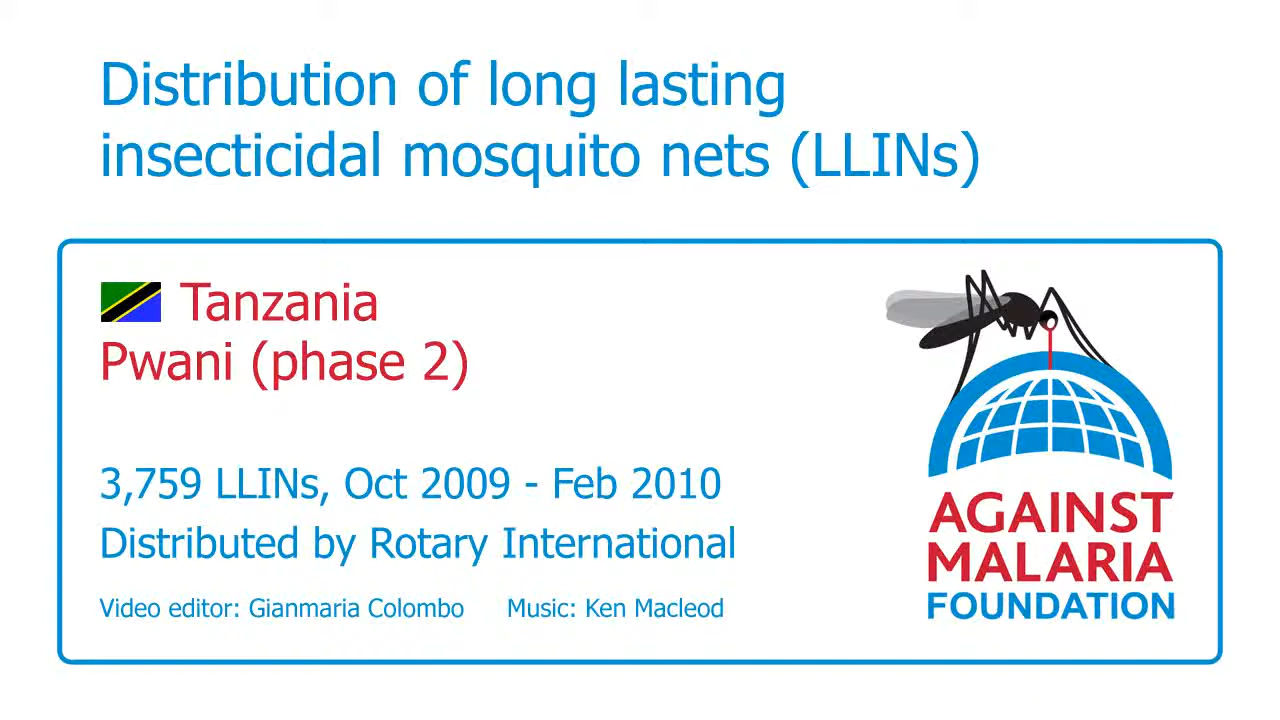 Distribution of long lasting
insecticidal mosquito nets (LLINs)
Tanzania
Pwani (phase 2)
3,759 LLINs, Oct 2009 - Feb 2010
Distributed by Rotary International
Video editor: Gianmaria Colombo Music: Ken Macleod
AGAINST
MALARIA
FOUNDATION